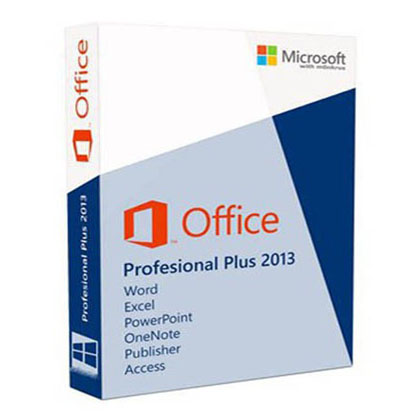 Office
Profesional Plus 2013
Microsoft
Office
Profesional Plus 2013
Word
Excel
PowerPoint
OneNote
Publisher
Access